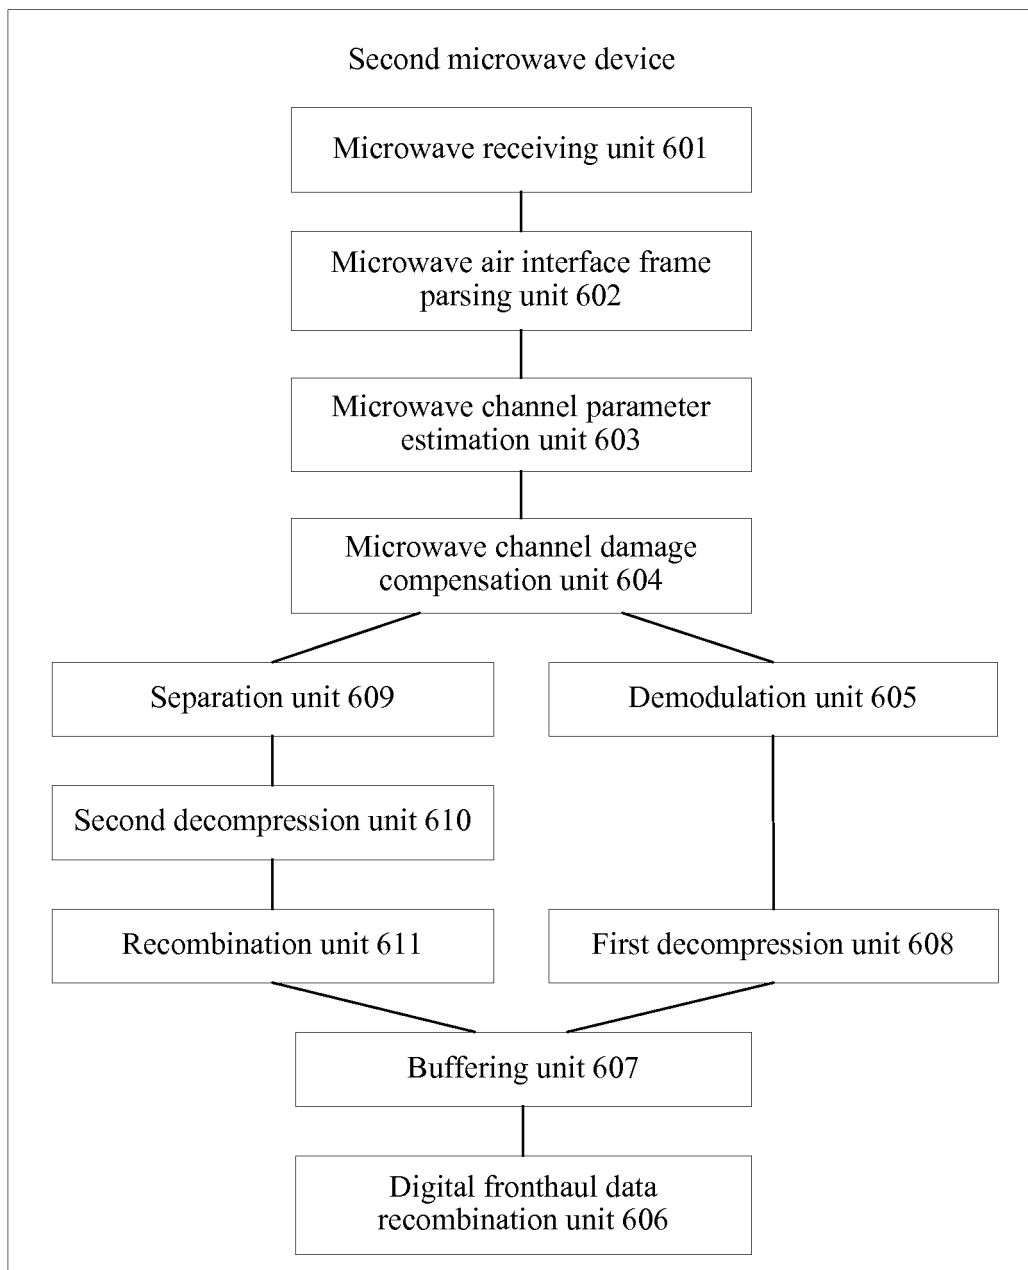 Second microwave device
Microwave receiving unit 601
Microwave air interface frame
parsing unit 602
Microwave channel parameter
estimation unit 603
Microwave channel damage
compensation unit 604
Separation unit 609
Demodulation unit 605
Second decompression unit 610
Recombination unit 611
First decompression unit 608
Buffering unit 607
Digital fronthaul data
recombination unit 606